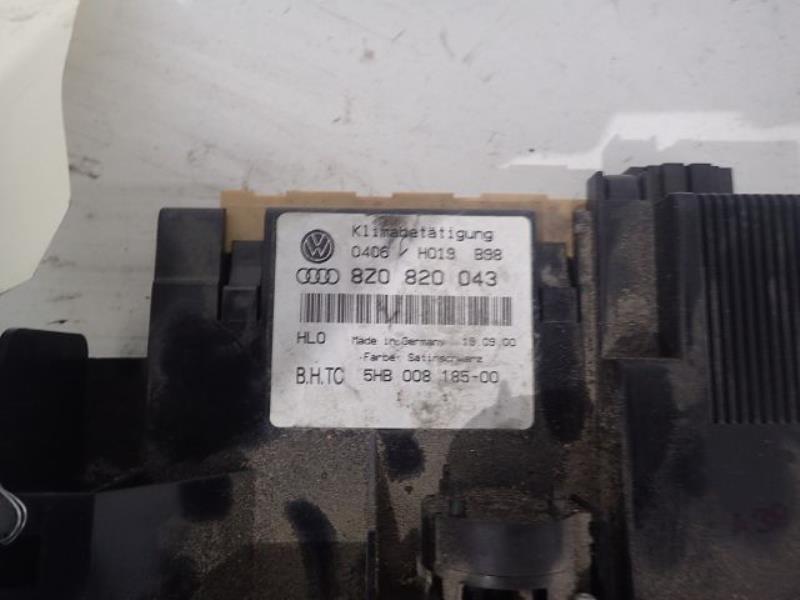 Klimabetätigung
0406 H019 B98
8Z0 820 043
HLO Made in Germany 19.09.00
Farbe: Satinschwarz
B.H.TC 5HB 008 185-00